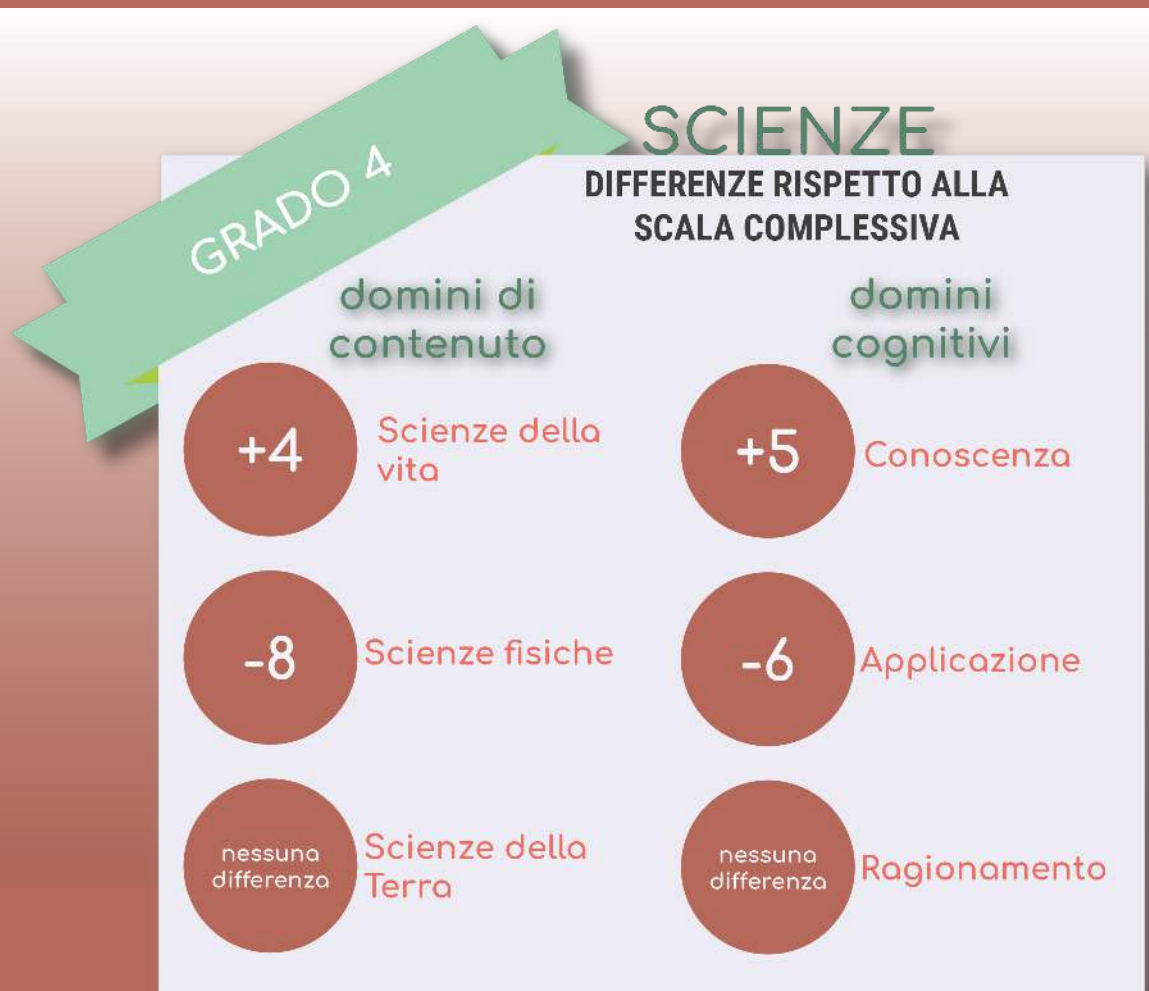 GRADO 4
SCIENZE
DIFFERENZE RISPETTO ALLA
SCALA COMPLESSIVA
domini di
contenuto
+4
Scienze della
vita
-8
Scienze fisiche
nessuna
differenza
Scienze della
Terra
domini
cognitivi
+5
Conoscenza
-6
Applicazione
nessuna
differenza
Ragionamento